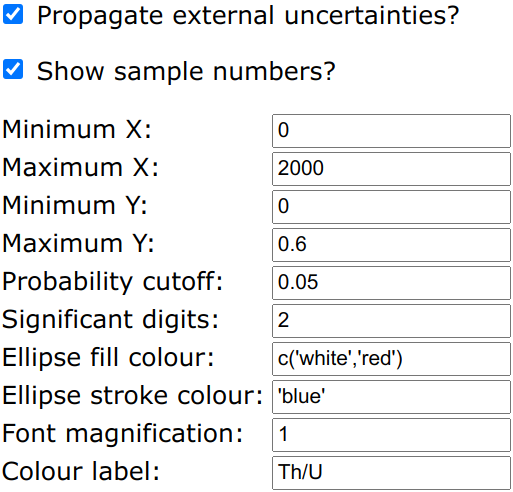 Propagate external uncertainties?
Show sample numbers?
Minimum X: 0
Maximum X: 2000
Minimum Y: 0
Maximum Y: 0.6
Probability cutoff: 0.05
Significant digits: 2
Ellipse fill colour: c('white','red')
Ellipse stroke colour: 'blue'
Font magnification: 1
Colour label: Th/U